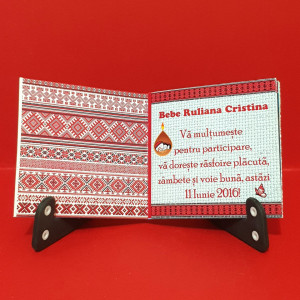 Bebe Ruliana Cristina
Vă mulțumește
pentru participare,
vă dorește răsfoire plăcută,
zâmbete și voie bună, astăzi
11 Iunie 2016!